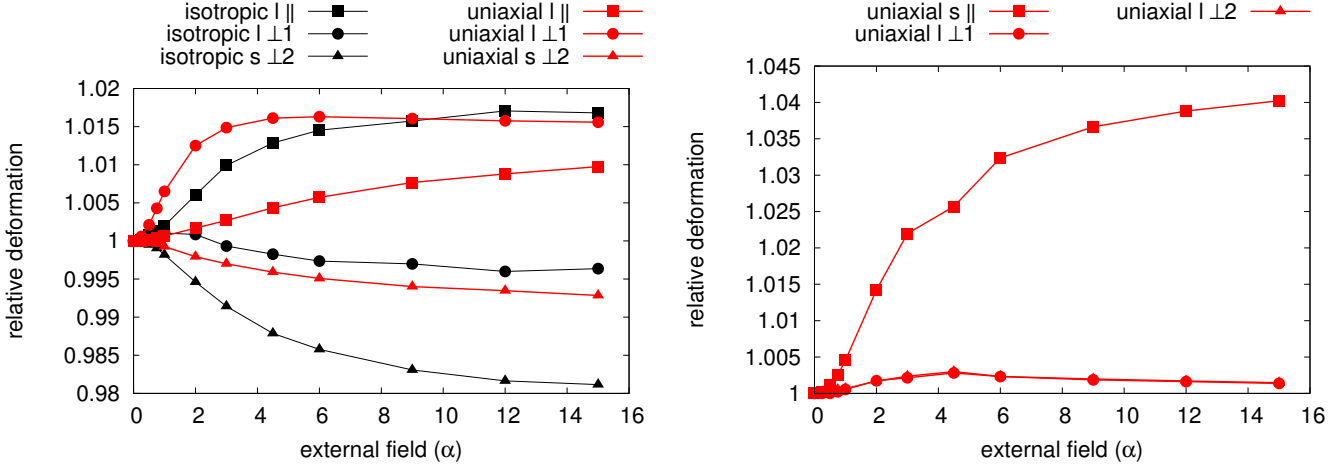 isotropic l ∥
isotropic l ⊥1
isotropic s ⊥2
uniaxial l ∥
uniaxial l ⊥1
uniaxial s ⊥2
1.02
1.015
1.01
1.005
1
0.995
0.99
0.985
0.98
relative deformation
0 2 4 6 8 10 12 14 16
external field (α)
uniaxial s ∥
uniaxial l ⊥1
uniaxial l ⊥2
1.045
1.04
1.035
1.03
1.025
1.02
1.015
1.01
1.005
1
relative deformation
0 2 4 6 8 10 12 14 16
external field (α)